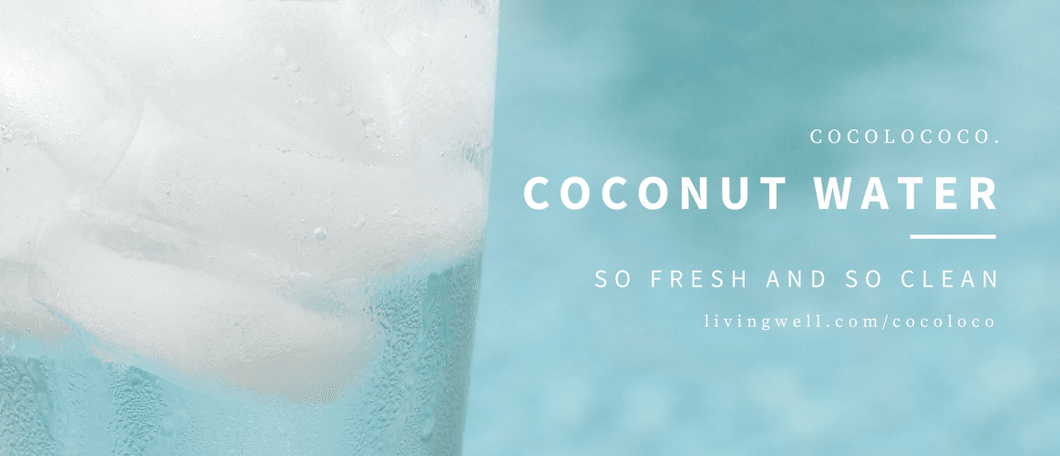 COCOLOCOCO.
COCONUT WATER
SO FRESH AND SO CLEAN
livingwell.com/cocoloco